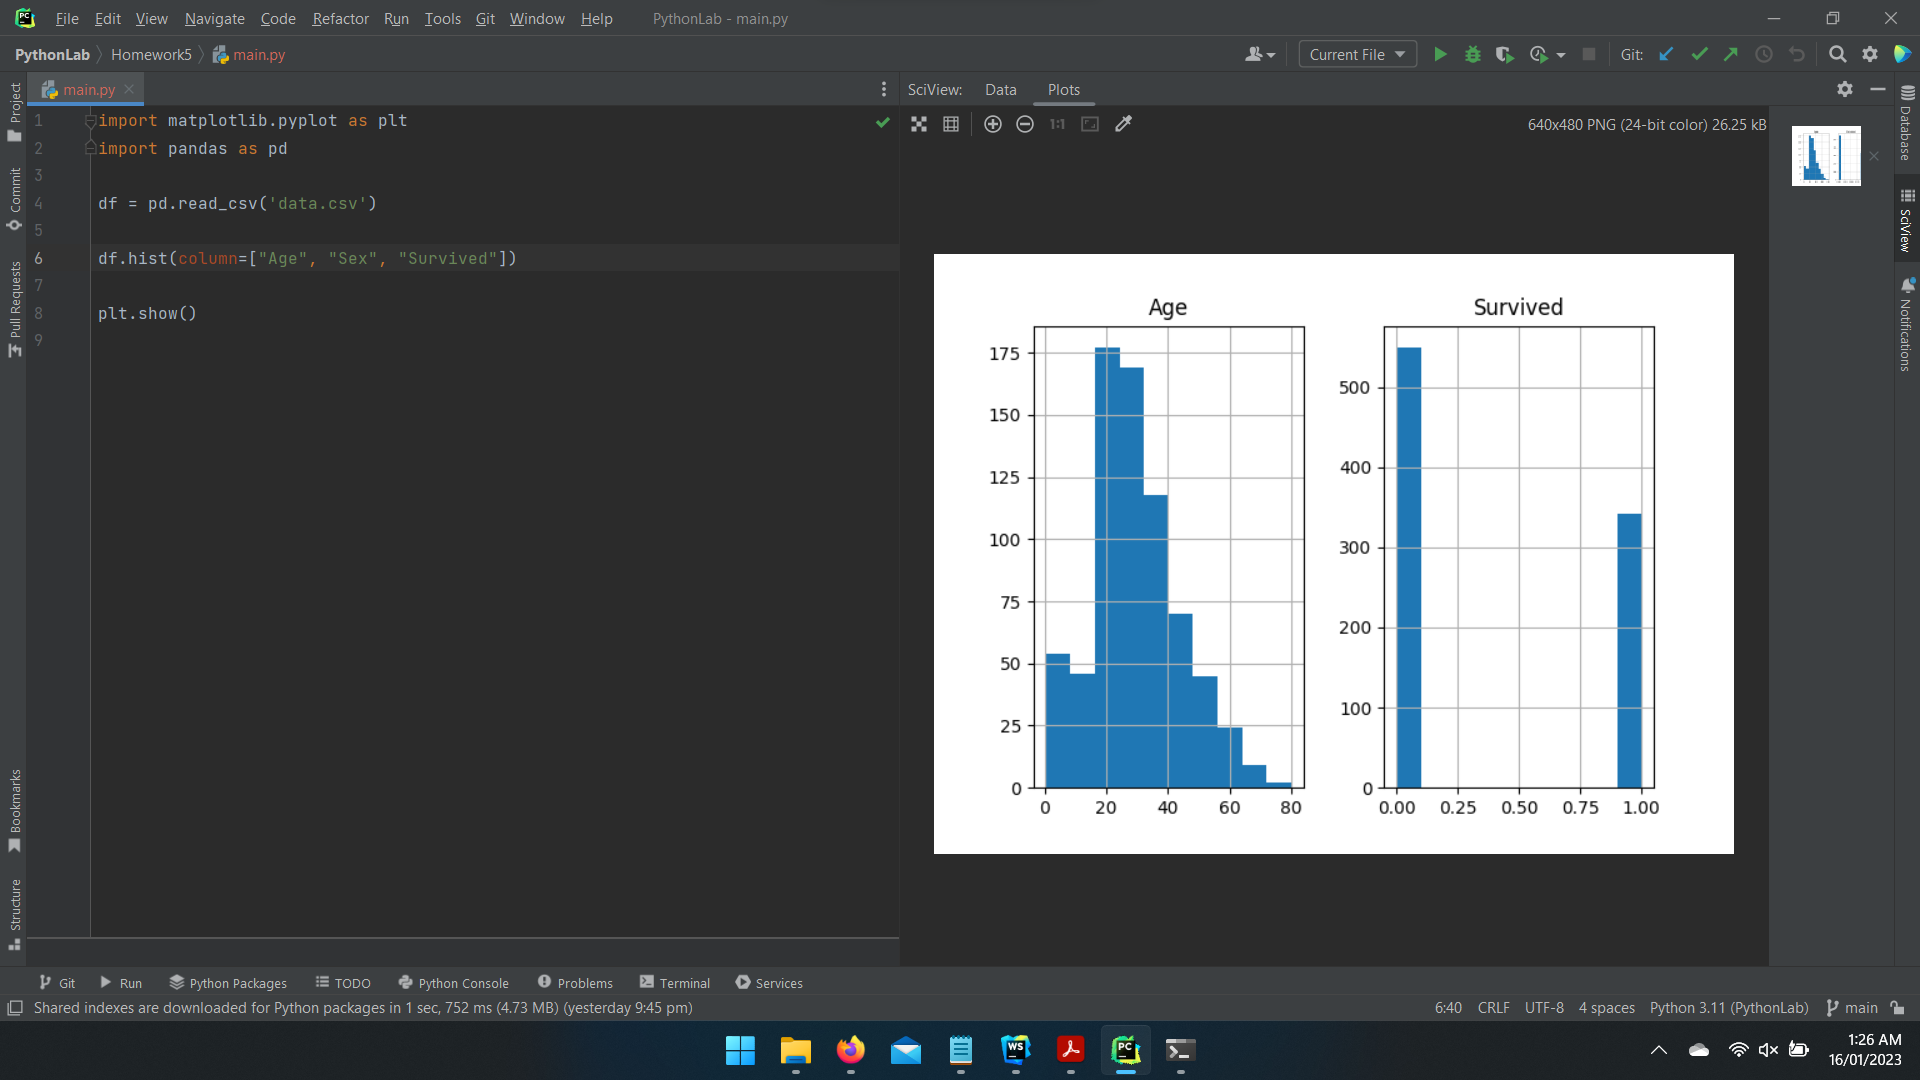 File Edit View Navigate Code Refactor Run Tools Git Window Help PythonLab - main.py
PythonLab Homework5 main.py Current File Git:
main.py
SciView: Data Plots
1 import matplotlib.pyplot as plt
2 import pandas as pd
3
4 df = pd.read_csv('data.csv')
5
6 df.hist(column=["Age", "Sex", "Survived"])
7
8 plt.show()
9
1:1 640x480 PNG (24-bit color) 26.25 kB
Age
175
150
125
100
75
50
25
0
0 20 40 60 80
Survived
500
400
300
200
100
0
0.00 0.25 0.50 0.75 1.00
Project
Commit
Pull Requests
Bookmarks
Structure
Database
SciView
Notifications
Git Run Python Packages TODO Python Console Problems Terminal Services
Shared indexes are downloaded for Python packages in 1 sec, 752 ms (4.73 MB) (yesterday 9:45 pm) 6:40 CRLF UTF-8 4 spaces Python 3.11 (PythonLab) main
PC
WS
PC
1:26 AM
16/01/2023